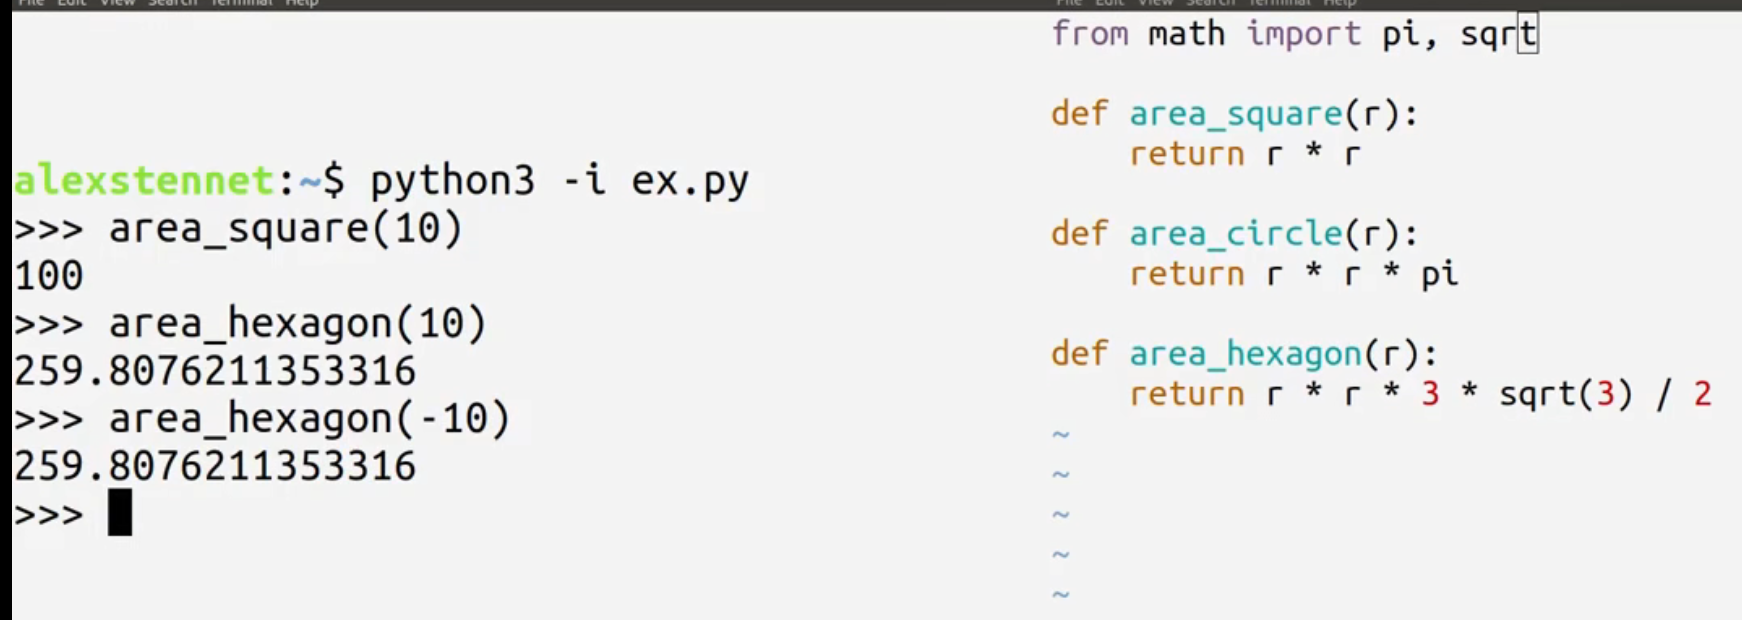 File Edit View Search Terminal Help
alexstennet:~$ python3 -i ex.py
>>> area_square(10)
100
>>> area_hexagon(10)
259.8076211353316
>>> area_hexagon(-10)
259.8076211353316
>>>
File Edit View Search Terminal Help
from math import pi, sqrt
def area_square(r):
    return r * r
def area_circle(r):
    return r * r * pi
def area_hexagon(r):
    return r * r * 3 * sqrt(3) / 2
~
~
~
~
~